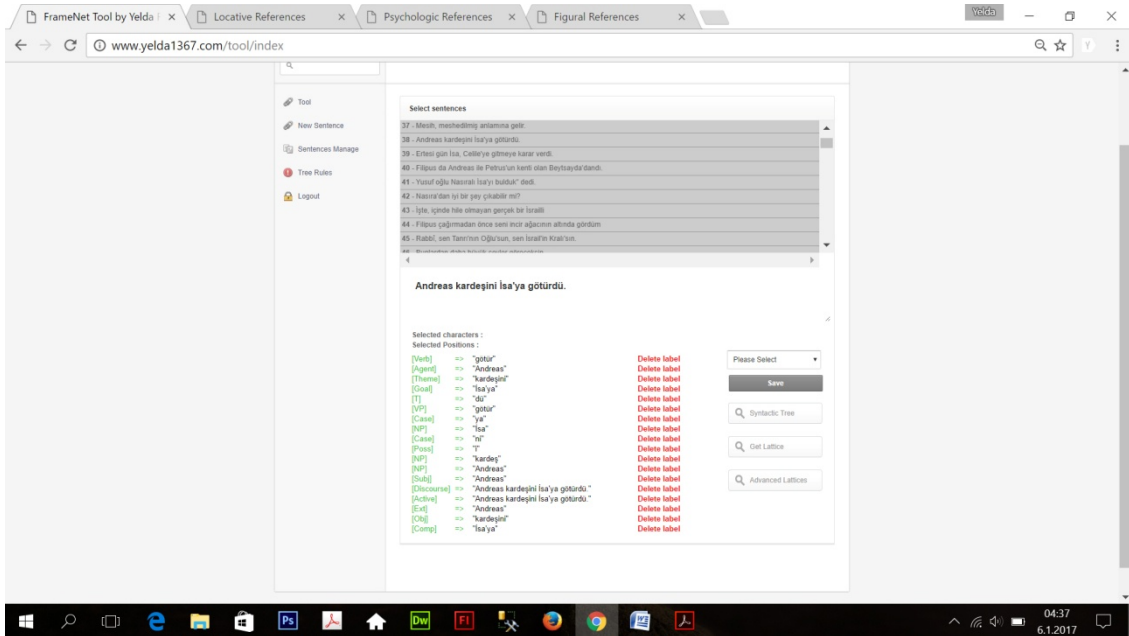 FrameNet Tool by Yelda
Locative References
Psychologic References
Figural References
Yelda
www.yelda1367.com/tool/index
Y
Tool
New Sentence
Sentences Manage
Tree Rules
Logout
Select sentences
37 - Mesih, meshedilmiş anlamına gelir.
38 - Andreas kardeşini İsa'ya götürdü.
39 - Ertesi gün İsa, Celile'ye gitmeye karar verdi.
40 - Filipus da Andreas ile Petrus'un kenti olan Beytsayda'dandı.
41 - Yusuf oğlu Nasıralı İsa'yı bulduk" dedi.
42 - Nasıra'dan iyi bir şey çıkabilir mi?
43 - İşte, içinde hile olmayan gerçek bir İsrailli
44 - Filipus çağırmadan önce seni incir ağacının altında gördüm
45 - Rabbî, sen Tanrı'nın Oğlu'sun, sen İsrail'in Kralı'sın.
Andreas kardeşini İsa'ya götürdü.
Selected characters :
Selected Positions :
[Verb] => "götür" Delete label
[Agent] => "Andreas" Delete label
[Theme] => "kardeşini" Delete label
[Goal] => "İsa'ya" Delete label
[T] => "dü" Delete label
[VP] => "götür" Delete label
[Case] => "ya" Delete label
[NP] => "İsa" Delete label
[Case] => "ni" Delete label
[Poss] => "i" Delete label
[NP] => "kardeş" Delete label
[NP] => "Andreas" Delete label
[Subj] => "Andreas" Delete label
[Discourse] => "Andreas kardeşini İsa'ya götürdü." Delete label
[Active] => "Andreas kardeşini İsa'ya götürdü." Delete label
[Ext] => "Andreas" Delete label
[Obj] => "kardeşini" Delete label
[Comp] => "İsa'ya" Delete label
Please Select
Save
Syntactic Tree
Get Lattice
Advanced Lattices
Ps
Dw
Fl
04:37
6.1.2017